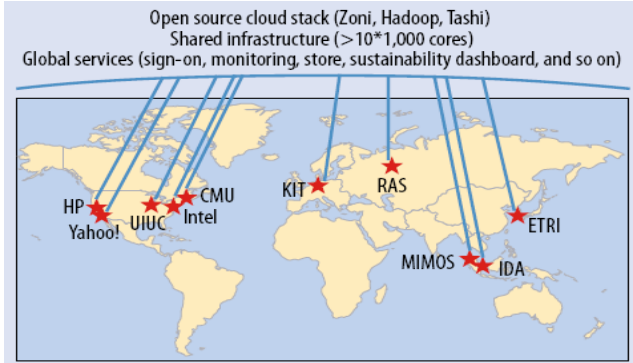 Open source cloud stack (Zoni, Hadoop, Tashi)
Shared infrastructure (>10*1,000 cores)
Global services (sign-on, monitoring, store, sustainability dashboard, and so on)
HP
Yahoo!
UIUC
CMU
Intel
KIT
RAS
ETRI
MIMOS
IDA